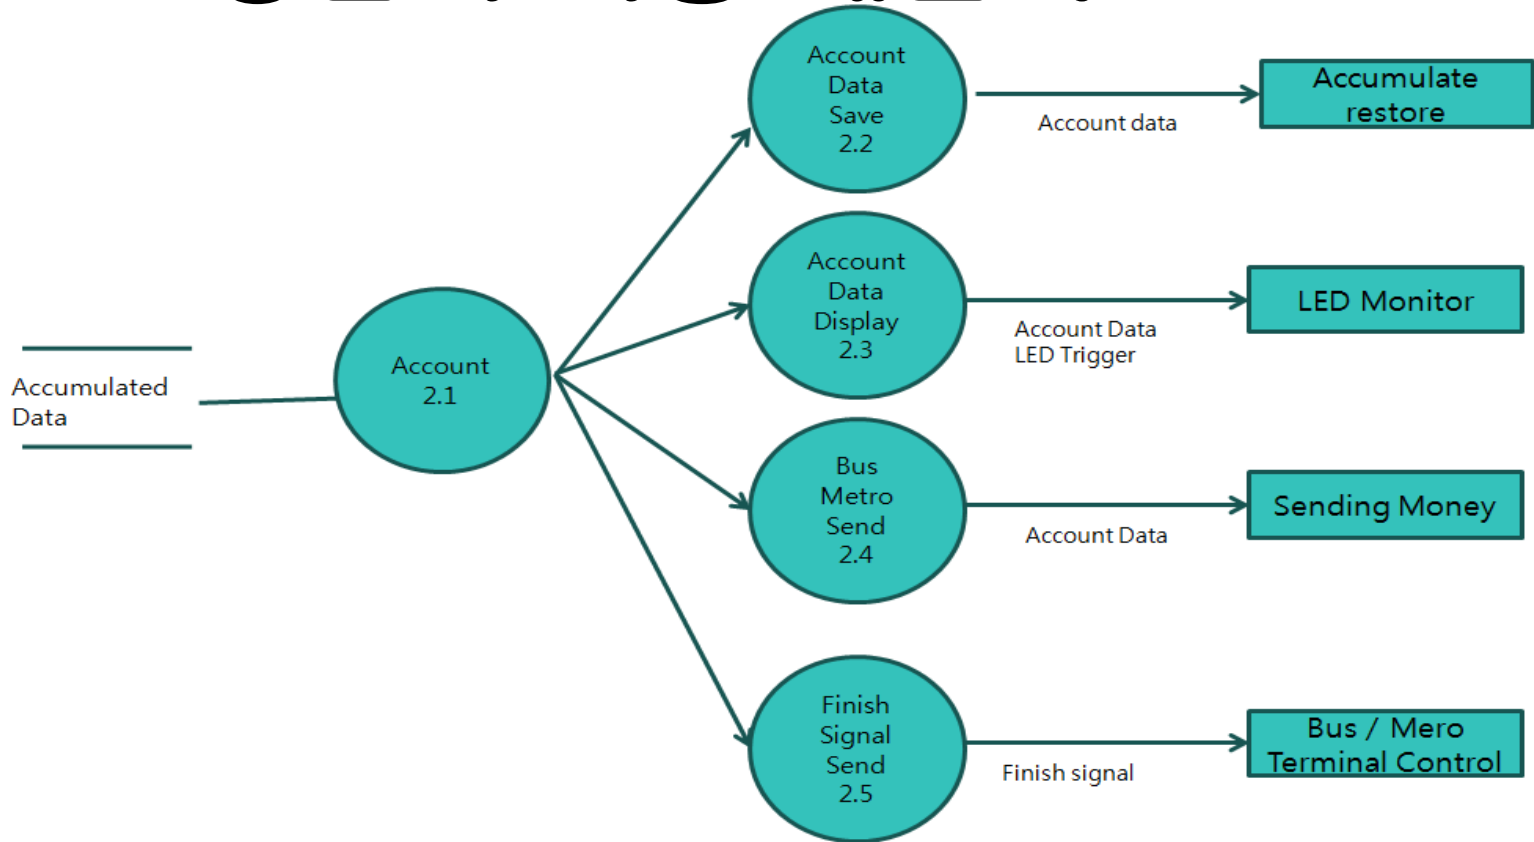 Account
Data
Save
2.2
Account data
Accumulate
restore
Account
Data
Display
2.3
Account Data
LED Trigger
LED Monitor
Accumulated
Data
Account
2.1
Bus
Metro
Send
2.4
Account Data
Sending Money
Finish
Signal
Send
2.5
Finish signal
Bus / Mero
Terminal Control